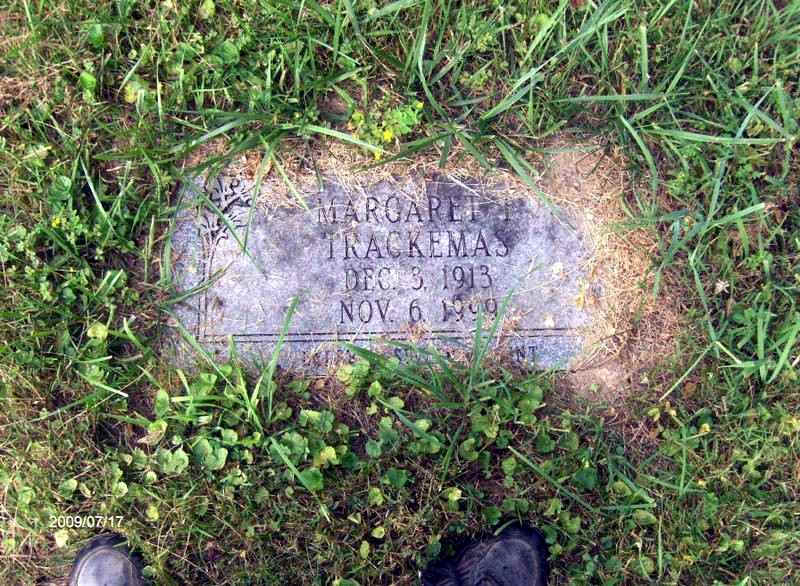 MARGARET
TRACKEMAS
DEC. 3, 1913
NOV. 6, 1999
2009/07/17